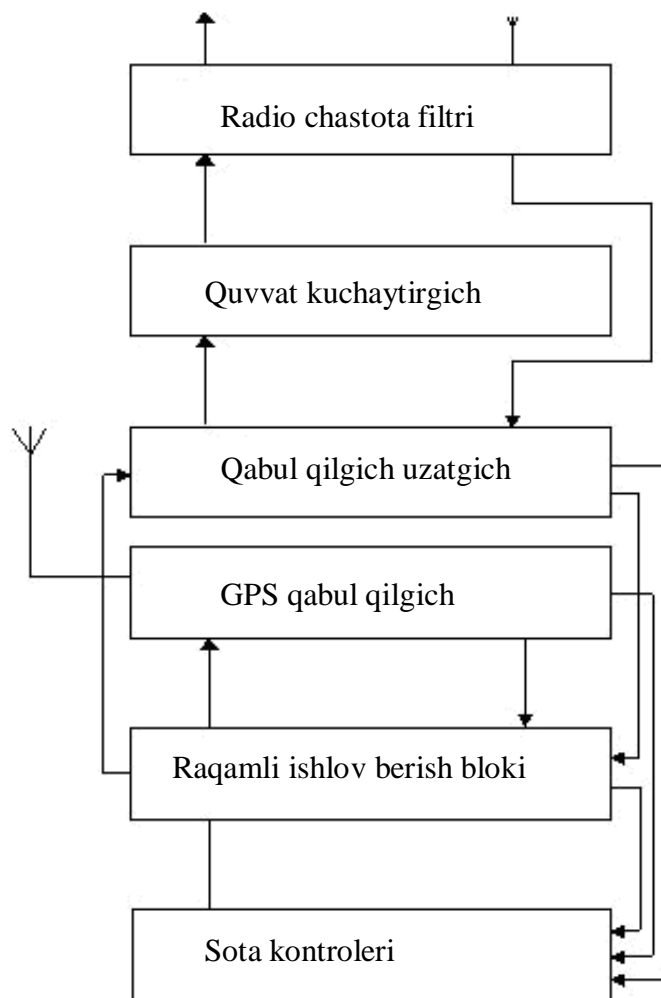 Radio chastota filtri
Quvvat kuchaytirgich
Qabul qilgich uzatgich
GPS qabul qilgich
Raqamli ishlov berish bloki
Sota kontroleri